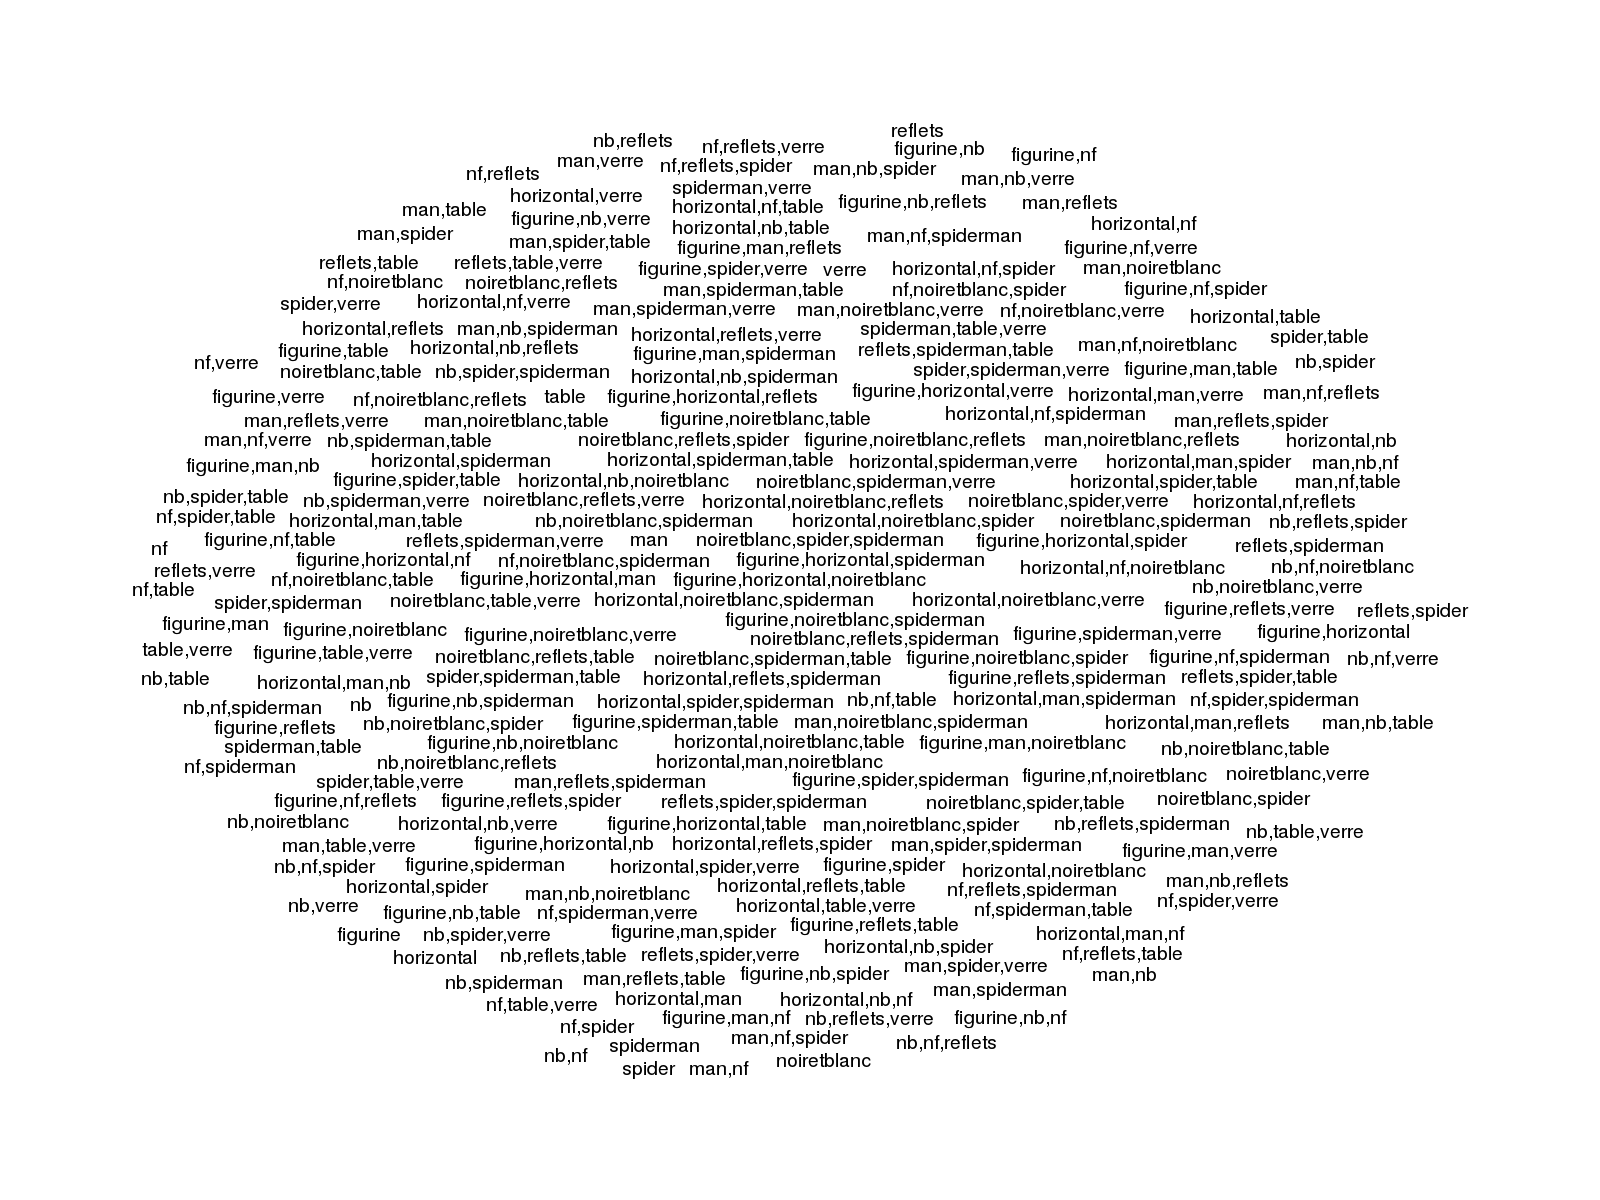 reflets
nb,reflets nf,reflets,verre figurine,nb figurine,nf
man,verre nf,reflets,spider man,nb,spider
nf,reflets man,nb,verre
horizontal,verre spiderman,verre
man,table horizontal,nf,table figurine,nb,reflets man,reflets
figurine,nb,verre horizontal,nb,table horizontal,nf
man,spider man,spider,table figurine,man,reflets man,nf,spiderman figurine,nf,verre
reflets,table reflets,table,verre figurine,spider,verre verre horizontal,nf,spider man,noiretblanc
nf,noiretblanc noiretblanc,reflets man,spiderman,table nf,noiretblanc,spider figurine,nf,spider
spider,verre horizontal,nf,verre man,spiderman,verre man,noiretblanc,verre nf,noiretblanc,verre horizontal,table
horizontal,reflets man,nb,spiderman horizontal,reflets,verre spiderman,table,verre spider,table
figurine,table horizontal,nb,reflets figurine,man,spiderman reflets,spiderman,table man,nf,noiretblanc
nf,verre noiretblanc,table nb,spider,spiderman horizontal,nb,spiderman spider,spiderman,verre figurine,man,table nb,spider
figurine,verre nf,noiretblanc,reflets table figurine,horizontal,reflets figurine,horizontal,verre horizontal,man,verre man,nf,reflets
man,reflets,verre man,noiretblanc,table figurine,noiretblanc,table horizontal,nf,spiderman man,reflets,spider
man,nf,verre nb,spiderman,table noiretblanc,reflets,spider figurine,noiretblanc,reflets man,noiretblanc,reflets horizontal,nb
figurine,man,nb horizontal,spiderman horizontal,spiderman,table horizontal,spiderman,verre horizontal,man,spider man,nb,nf
figurine,spider,table horizontal,nb,noiretblanc noiretblanc,spiderman,verre horizontal,spider,table man,nf,table
nb,spider,table nb,spiderman,verre noiretblanc,reflets,verre horizontal,noiretblanc,reflets noiretblanc,spider,verre horizontal,nf,reflets
nf,spider,table horizontal,man,table nb,noiretblanc,spiderman horizontal,noiretblanc,spider noiretblanc,spiderman nb,reflets,spider
nf figurine,nf,table reflets,spiderman,verre man noiretblanc,spider,spiderman figurine,horizontal,spider reflets,spiderman
figurine,horizontal,nf nf,noiretblanc,spiderman figurine,horizontal,spiderman horizontal,nf,noiretblanc nb,nf,noiretblanc
reflets,verre nf,noiretblanc,table figurine,horizontal,man figurine,horizontal,noiretblanc nb,noiretblanc,verre
nf,table spider,spiderman noiretblanc,table,verre horizontal,noiretblanc,spiderman horizontal,noiretblanc,verre figurine,reflets,verre reflets,spider
figurine,man figurine,noiretblanc figurine,noiretblanc,verre figurine,noiretblanc,spiderman noiretblanc,reflets,spiderman figurine,spiderman,verre figurine,horizontal
table,verre figurine,table,verre noiretblanc,reflets,table noiretblanc,spiderman,table figurine,noiretblanc,spider figurine,nf,spiderman nb,nf,verre
nb,table horizontal,man,nb spider,spiderman,table horizontal,reflets,spiderman figurine,reflets,spiderman reflets,spider,table
nb,nf,spiderman nb figurine,nb,spiderman horizontal,spider,spiderman nb,nf,table horizontal,man,spiderman nf,spider,spiderman
figurine,reflets nb,noiretblanc,spider figurine,spiderman,table man,noiretblanc,spiderman horizontal,man,reflets man,nb,table
spiderman,table figurine,nb,noiretblanc horizontal,noiretblanc,table figurine,man,noiretblanc nb,noiretblanc,table
nf,spiderman nb,noiretblanc,reflets horizontal,man,noiretblanc
spider,table,verre man,reflets,spiderman figurine,spider,spiderman figurine,nf,noiretblanc noiretblanc,verre
figurine,nf,reflets figurine,reflets,spider reflets,spider,spiderman noiretblanc,spider,table noiretblanc,spider
nb,noiretblanc horizontal,nb,verre figurine,horizontal,table man,noiretblanc,spider nb,reflets,spiderman nb,table,verre
man,table,verre figurine,horizontal,nb horizontal,reflets,spider man,spider,spiderman figurine,man,verre
nb,nf,spider figurine,spiderman horizontal,spider,verre figurine,spider horizontal,noiretblanc
horizontal,spider man,nb,noiretblanc horizontal,reflets,table nf,reflets,spiderman man,nb,reflets
nb,verre figurine,nb,table nf,spiderman,verre horizontal,table,verre nf,spiderman,table nf,spider,verre
figurine nb,spider,verre figurine,man,spider figurine,reflets,table horizontal,man,nf
horizontal nb,reflets,table reflets,spider,verre horizontal,nb,spider nf,reflets,table
nb,spiderman man,reflets,table figurine,nb,spider man,spider,verre man,nb
nf,table,verre horizontal,man horizontal,nb,nf man,spiderman
nf,spider figurine,man,nf nb,reflets,verre figurine,nb,nf
nb,nf spiderman man,nf,spider nb,nf,reflets
spider man,nf noiretblanc